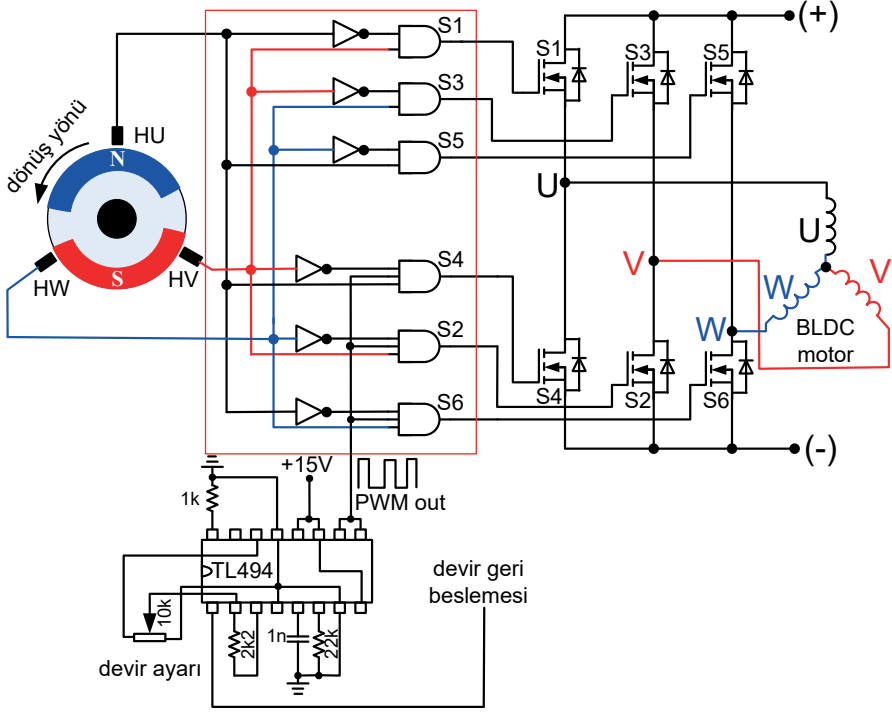 S1
S3
S5
S4
S2
S6
HU
dönüş yönü
N
S
HW
HV
S1
S3
S5
(+)
U
V
W
S4
S2
S6
(-)
U
V
W
BLDC
motor
+15V
PWM out
1k
TL494
10k
2k2
1n
22k
devir ayarı
devir geri
beslemesi